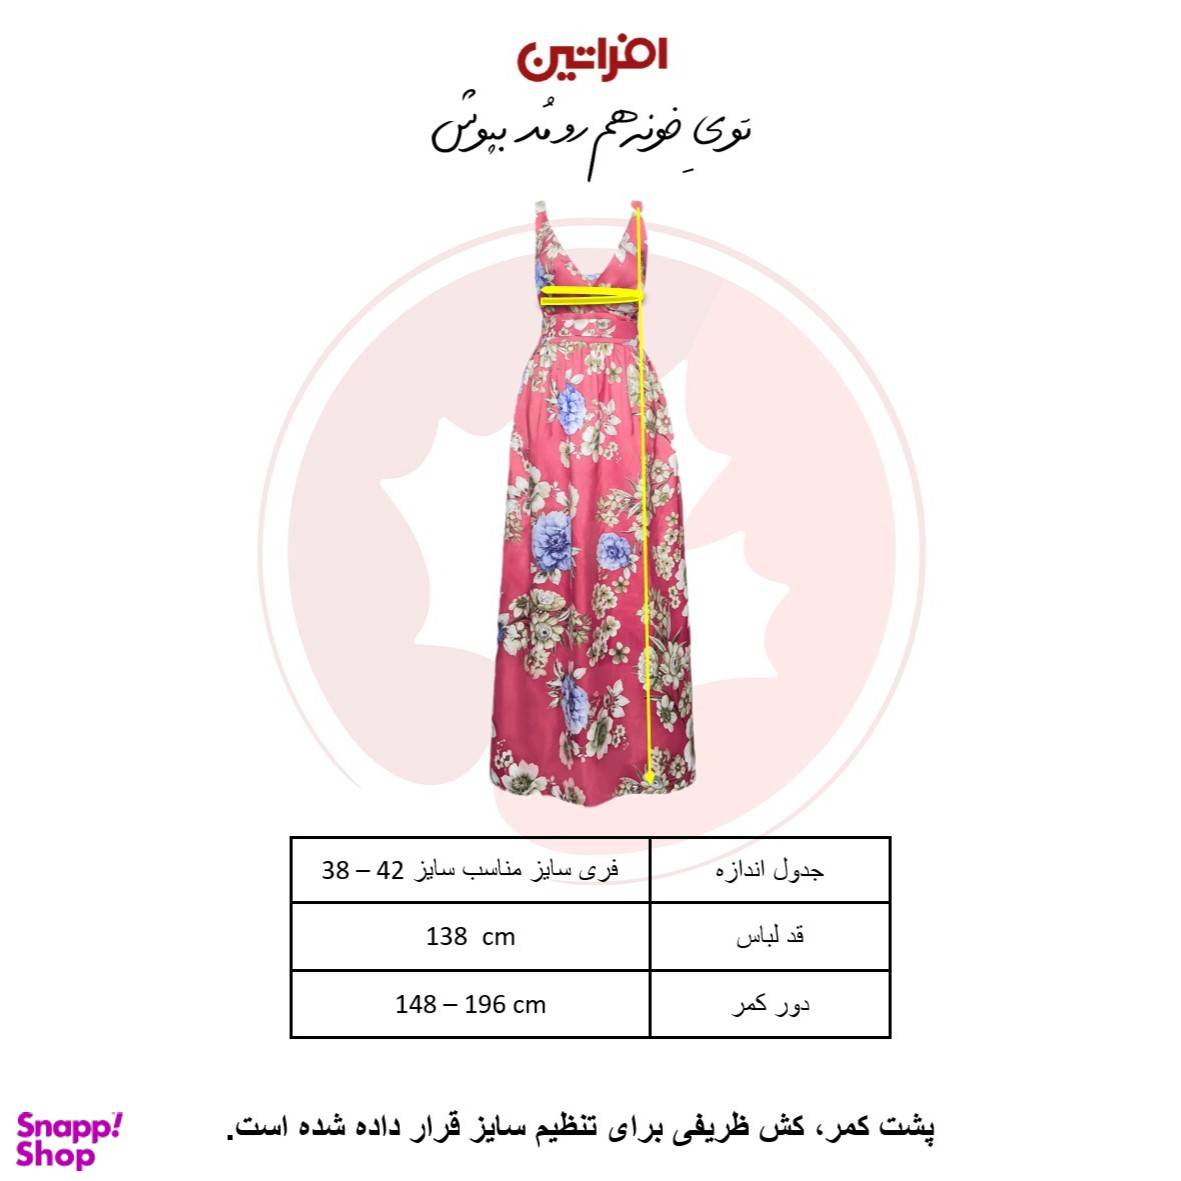 افراتین
توی خونه هم رو مُد بپوش
جدول اندازه فری سایز مناسب سایز 42 – 38
قد لباس 138 cm
دور کمر 148 – 196 cm
پشت کمر، کش ظریفی برای تنظیم سایز قرار داده شده است.
Snapp!
Shop